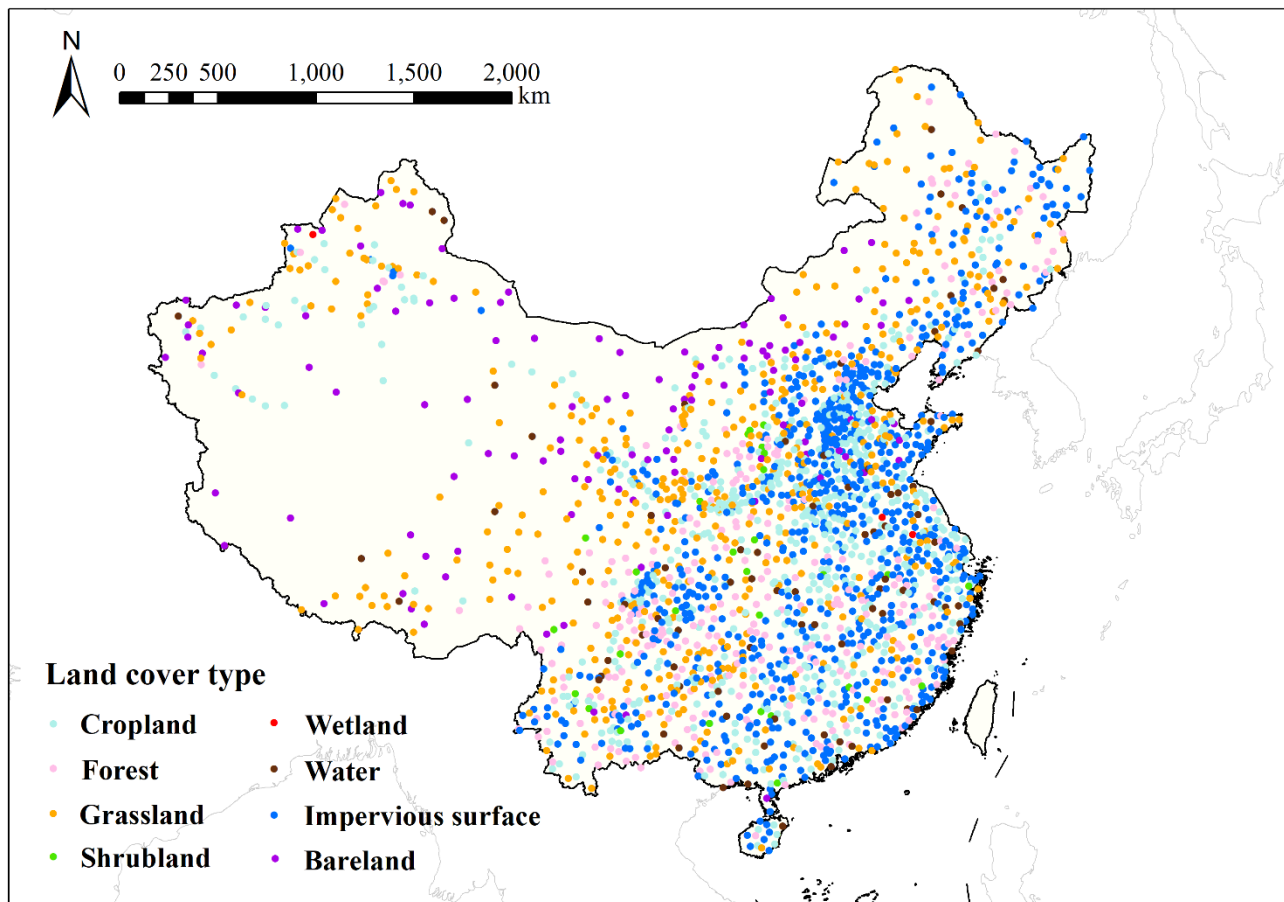 N
0 250 500 1,000 1,500 2,000
km
Land cover type
Cropland Wetland
Forest Water
Grassland Impervious surface
Shrubland Bareland